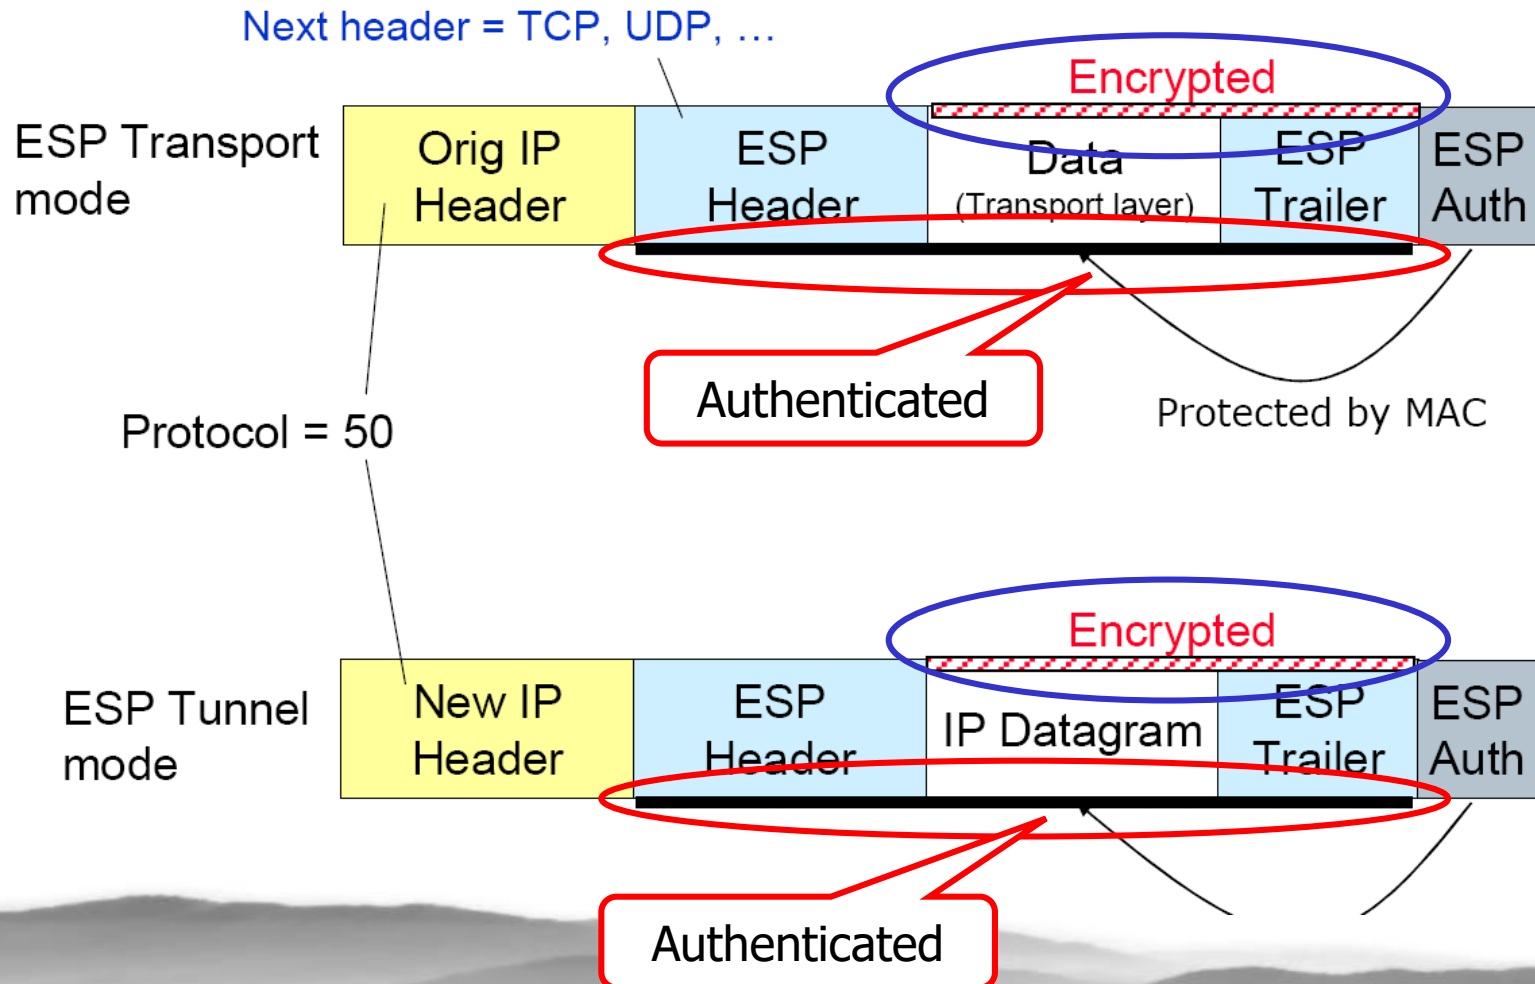 Next header = TCP, UDP, ...
Encrypted
ESP Transport
mode
Orig IP
Header
ESP
Header
Data
(Transport layer)
ESP
Trailer
ESP
Auth
Authenticated
Protected by MAC
Protocol = 50
Encrypted
ESP Tunnel
mode
New IP
Header
ESP
Header
IP Datagram
ESP
Trailer
ESP
Auth
Authenticated